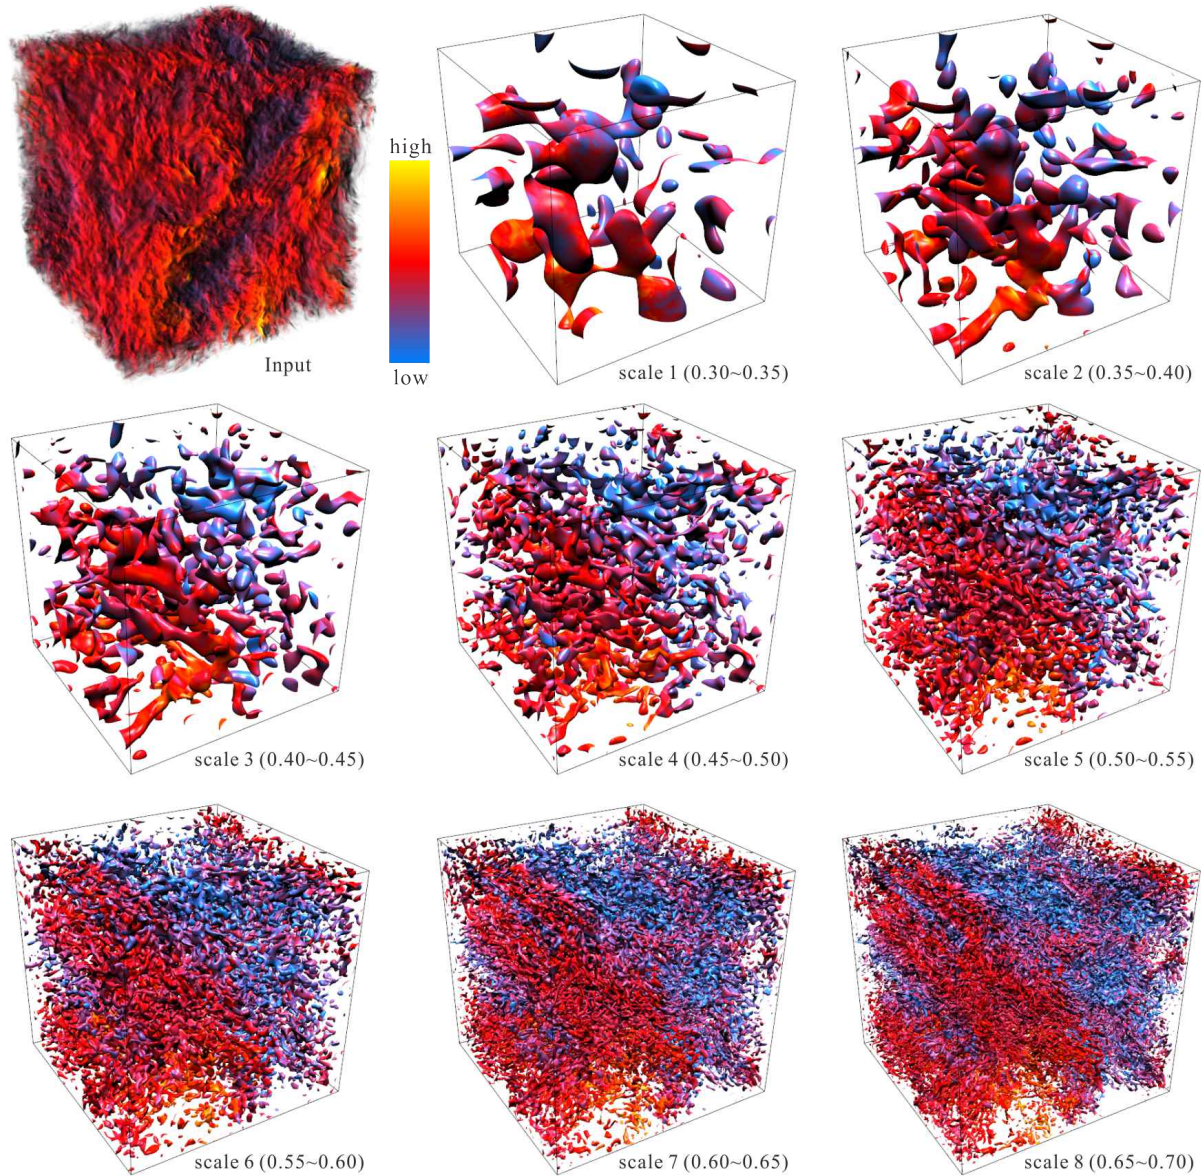 high
Input
low
scale 1 (0.30~0.35)
scale 2 (0.35~0.40)
scale 3 (0.40~0.45)
scale 4 (0.45~0.50)
scale 5 (0.50~0.55)
scale 6 (0.55~0.60)
scale 7 (0.60~0.65)
scale 8 (0.65~0.70)